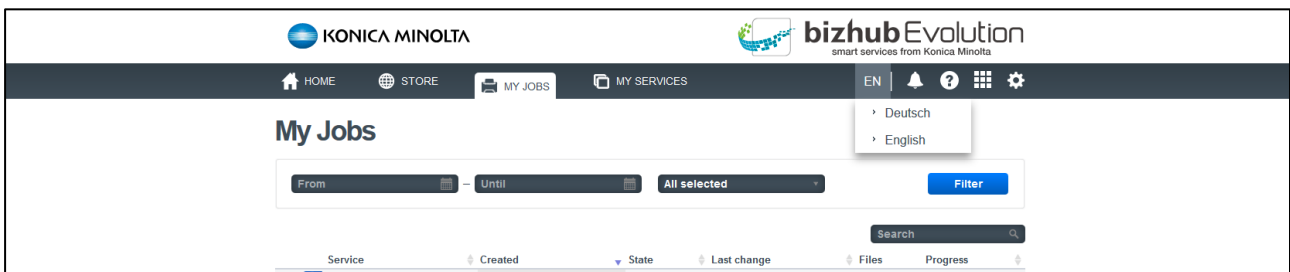 KONICA MINOLTA
bizhub Evolution
smart services from Konica Minolta
HOME STORE MY JOBS MY SERVICES EN ?
Deutsch
English
My Jobs
From – Until All selected Filter
Search
Service Created State Last change Files Progress